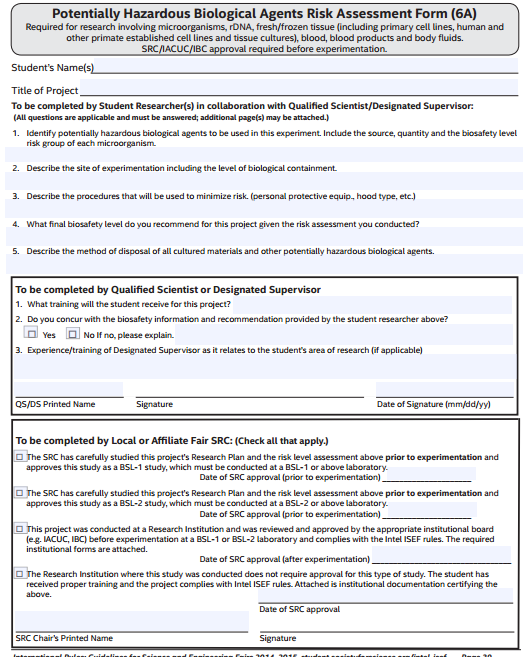 Potentially Hazardous Biological Agents Risk Assessment Form (6A)
Required for research involving microorganisms, rDNA, fresh/frozen tissue (including primary cell lines, human and
other primate established cell lines and tissue cultures), blood, blood products and body fluids.
SRC/IACUC/IBC approval required before experimentation.
Student's Name(s)
Title of Project
To be completed by Student Researcher(s) in collaboration with Qualified Scientist/Designated Supervisor:
(All questions are applicable and must be answered; additional page(s) may be attached.)
1. Identify potentially hazardous biological agents to be used in this experiment. Include the source, quantity and the biosafety level
risk group of each microorganism.
2. Describe the site of experimentation including the level of biological containment.
3. Describe the procedures that will be used to minimize risk. (personal protective equip., hood type, etc.)
4. What final biosafety level do you recommend for this project given the risk assessment you conducted?
5. Describe the method of disposal of all cultured materials and other potentially hazardous biological agents.
To be completed by Qualified Scientist or Designated Supervisor
1. What training will the student receive for this project?
2. Do you concur with the biosafety information and recommendation provided by the student researcher above?
Yes No If no, please explain.
3. Experience/training of Designated Supervisor as it relates to the student's area of research (if applicable)
QS/DS Printed Name Signature Date of Signature (mm/dd/yy)
To be completed by Local or Affiliate Fair SRC: (Check all that apply.)
The SRC has carefully studied this project's Research Plan and the risk level assessment above prior to experimentation and
approves this study as a BSL-1 study, which must be conducted at a BSL-1 or above laboratory.
Date of SRC approval (prior to experimentation)
The SRC has carefully studied this project's Research Plan and the risk level assessment above prior to experimentation and
approves this study as a BSL-2 study, which must be conducted at a BSL-2 or above laboratory.
Date of SRC approval (prior to experimentation)
This project was conducted at a Research Institution and was reviewed and approved by the appropriate institutional board
(e.g. IACUC, IBC) before experimentation at a BSL-1 or BSL-2 laboratory and complies with the Intel ISEF rules. The required
institutional forms are attached.
Date of SRC approval (after experimentation)
The Research Institution where this study was conducted does not require approval for this type of study. The student has
received proper training and the project complies with Intel ISEF rules. Attached is institutional documentation certifying the
above.
Date of SRC approval
SRC Chair's Printed Name Signature